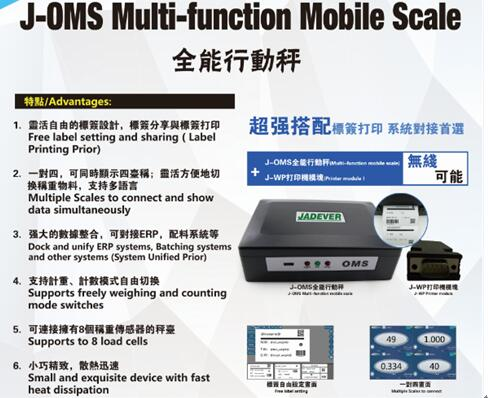 J-OMS Multi-function Mobile Scale
全能行動秤
特點/Advantages:
1. 靈活自由的標簽設計，標簽分享與標簽打印
Free label setting and sharing ( Label
Printing Prior)
2. 一對四，可同時顯示四臺稱；靈活方便地切
換稱重物料，支持多語言
Multiple Scales to connect and show
data simultaneously
3. 强大的數據整合，可對接ERP，配料系統等
Dock and unify ERP systems, Batching systems
and other systems (System Unified Prior)
4. 支持計重、計數模式自由切換
Supports freely weighing and counting
mode switches
5. 可連接擁有8個稱重傳感器的秤臺
Supports to 8 load cells
6. 小巧精致，散熱迅速
Small and exquisite device with fast
heat dissipation
超强搭配標簽打印 系統對接首選
+
J-OMS全能行動秤(Multi-function mobile scale)
J-WP打印機模塊(Printer module)
無綫
可能
JADEVER
OMS
J-OMS全能行動秤
J-OMS Multi-function mobile scale
J-WP打印機模塊
J-WP Printer module
標簽自由設定畫面
Free label setting
49
1.000
0.334
40
一對四畫面
Multiple Scales to connect